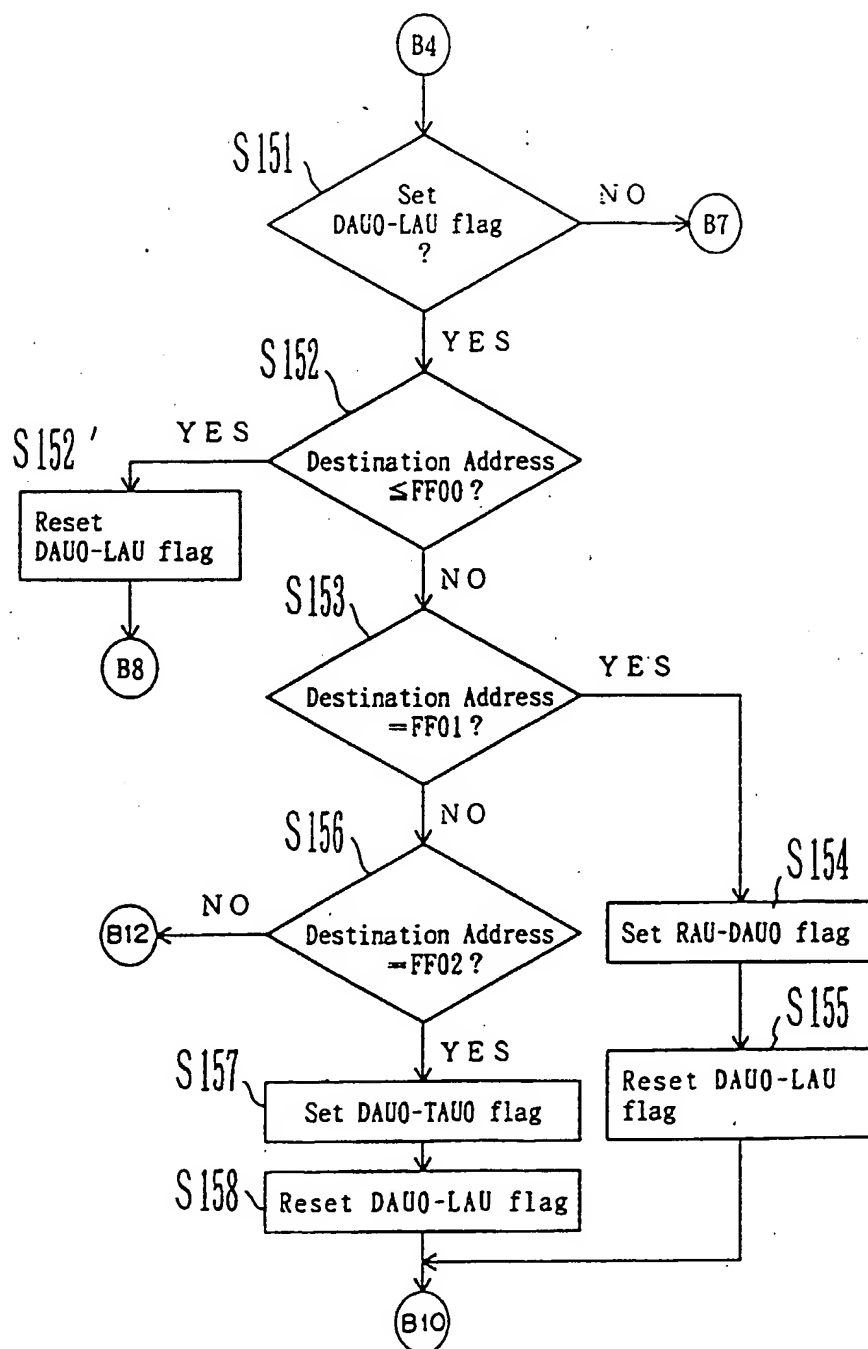 B4
S151
Set
DAU0-LAU flag
?
NO
B7
YES
S152
YES
S152'
Destination Address
≦FF00?
Reset
DAU0-LAU flag
NO
B8
S153
YES
Destination Address
=FF01?
NO
S156
S154
NO
B12
Destination Address
=FF02?
Set RAU-DAU0 flag
YES
S155
S157
Set DAU0-TAU0 flag
Reset DAU0-LAU
flag
S158
Reset DAU0-LAU flag
B10